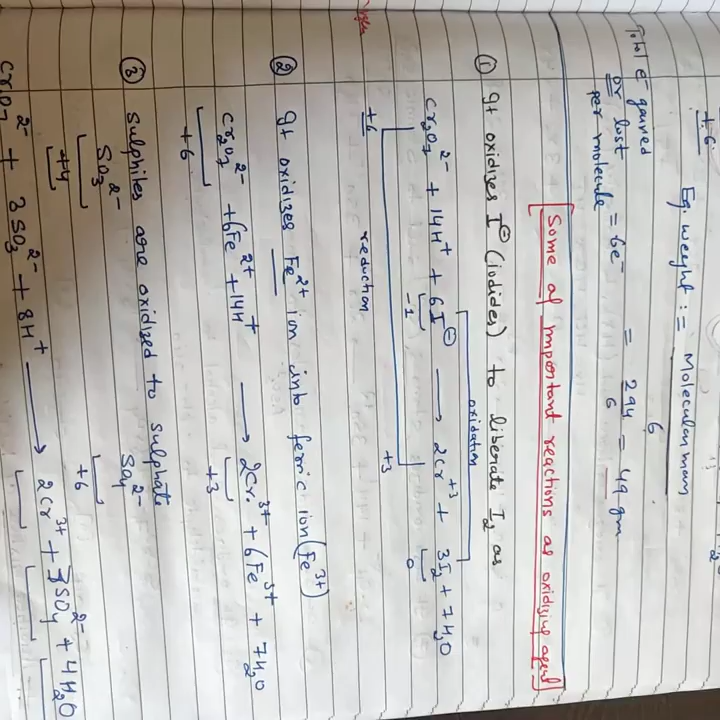 +6
Eq. weight := Molecular mass
6
Total e⁻ gained
or lost = 6e⁻
per molecule
= 294 = 49 gm
6
Some of important reactions as oxidizing agent
① It oxidizes I⊖ (iodides) to liberate I₂ as
oxidation
Cr₂O₇²⁻ + 14H⁺ + 6I⊖ → 2Cr⁺³ + 3I₂ + 7H₂O
+6 -1 +3 0
reduction
② It oxidizes Fe²⁺ ion into ferric ion (Fe³⁺)
Cr₂O₇²⁻ + 6Fe²⁺ + 14H⁺ → 2Cr³⁺ + 6Fe³⁺ + 7H₂O
+6 +3
③ Sulphites are oxidized to sulphate
SO₃²⁻ SO₄²⁻
+4 +6
Cr₂O₇²⁻ + 3SO₃²⁻ + 8H⁺ → 2Cr³⁺ + 3SO₄²⁻ + 4H₂O